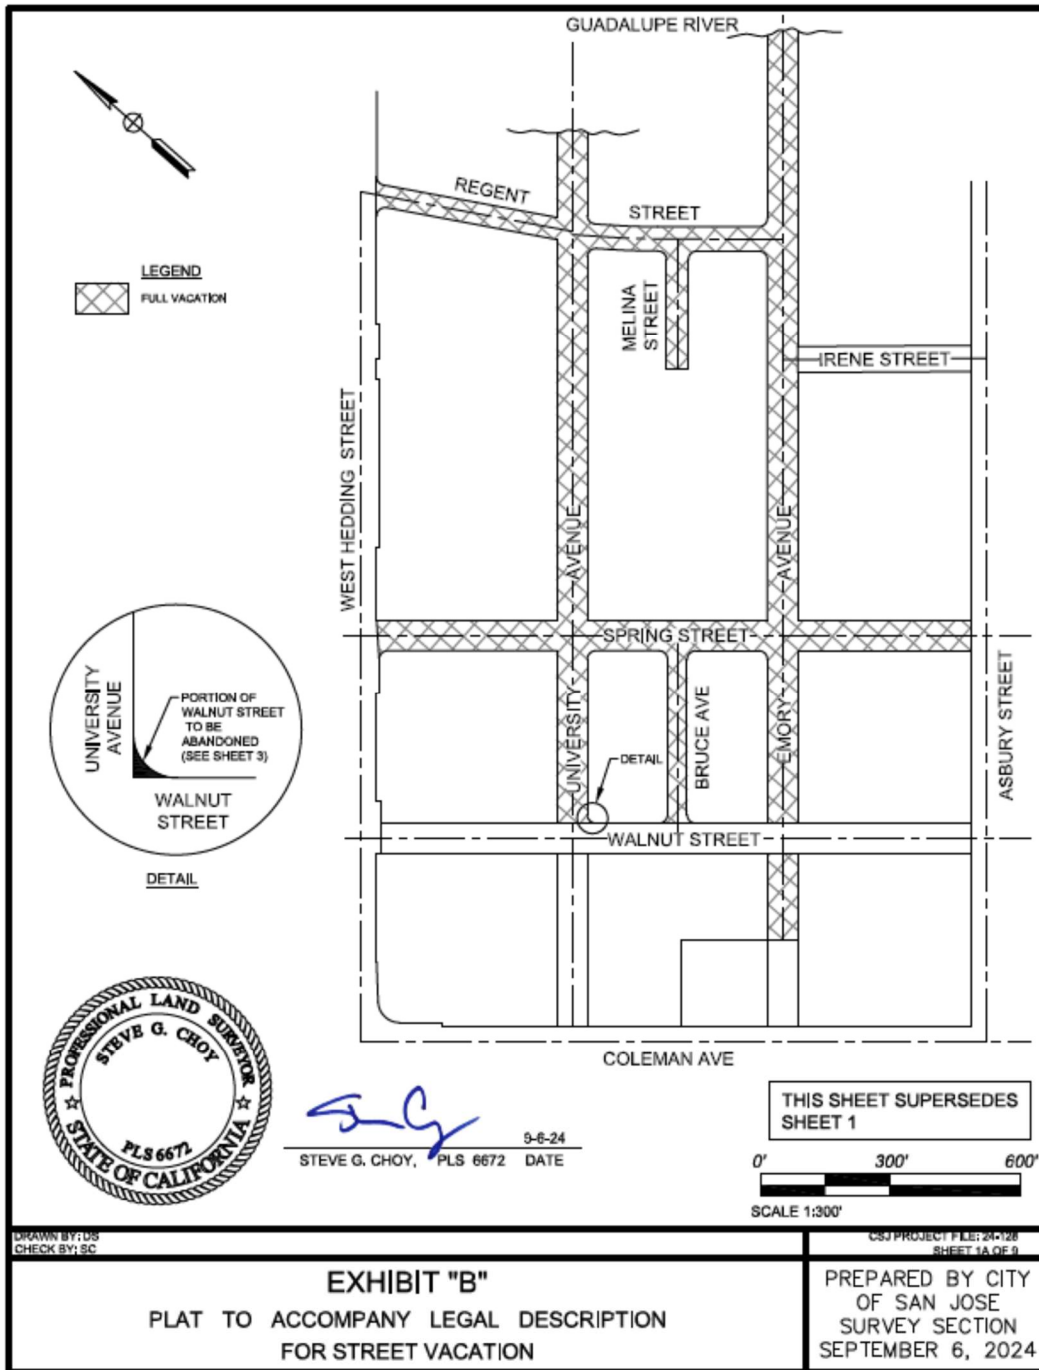 GUADALUPE RIVER
REGENT
STREET
LEGEND
FULL VACATION
MELINA
STREET
IRENE STREET
WEST HEDDING STREET
AVENUE
AVENUE
SPRING STREET
UNIVERSITY
AVENUE
PORTION OF
WALNUT STREET
TO BE
ABANDONED
(SEE SHEET 3)
WALNUT
STREET
DETAIL
UNIVERSITY
DETAIL
BRUCE AVE
EMORY
ASBURY STREET
WALNUT STREET
COLEMAN AVE
PROFESSIONAL LAND SURVEYOR
STEVE G. CHOY
PLS 6672
STATE OF CALIFORNIA
9-6-24
STEVE G. CHOY, PLS 6672 DATE
THIS SHEET SUPERSEDES
SHEET 1
0' 300' 600'
SCALE 1:300'
DRAWN BY: DS
CHECK BY: SC
CSJ PROJECT FILE: 24-128
SHEET 1A OF 9
EXHIBIT "B"
PLAT TO ACCOMPANY LEGAL DESCRIPTION
FOR STREET VACATION
PREPARED BY CITY
OF SAN JOSE
SURVEY SECTION
SEPTEMBER 6, 2024